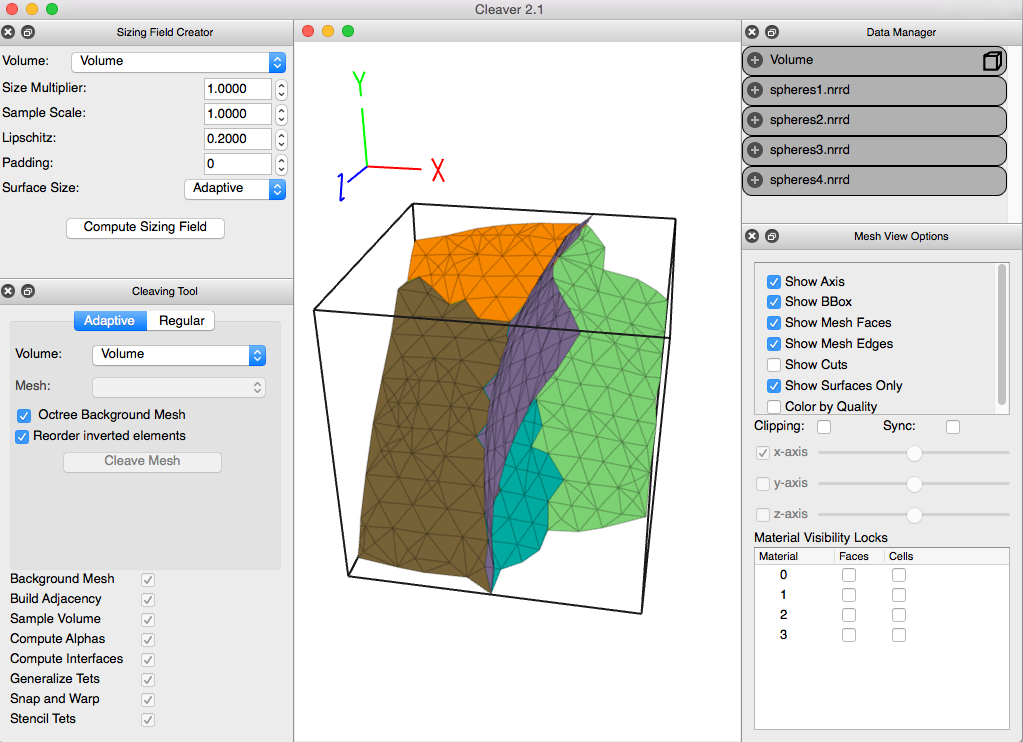 Cleaver 2.1
Sizing Field Creator
Volume: Volume
Size Multiplier: 1.0000
Sample Scale: 1.0000
Lipschitz: 0.2000
Padding: 0
Surface Size: Adaptive
Compute Sizing Field
Cleaving Tool
Adaptive Regular
Volume: Volume
Mesh:
Octree Background Mesh
Reorder inverted elements
Cleave Mesh
Background Mesh
Build Adjacency
Sample Volume
Compute Alphas
Compute Interfaces
Generalize Tets
Snap and Warp
Stencil Tets
Y
X
Z
Data Manager
Volume
spheres1.nrrd
spheres2.nrrd
spheres3.nrrd
spheres4.nrrd
Mesh View Options
Show Axis
Show BBox
Show Mesh Faces
Show Mesh Edges
Show Cuts
Show Surfaces Only
Color by Quality
Clipping: Sync:
x-axis
y-axis
z-axis
Material Visibility Locks
Material Faces Cells
0
1
2
3